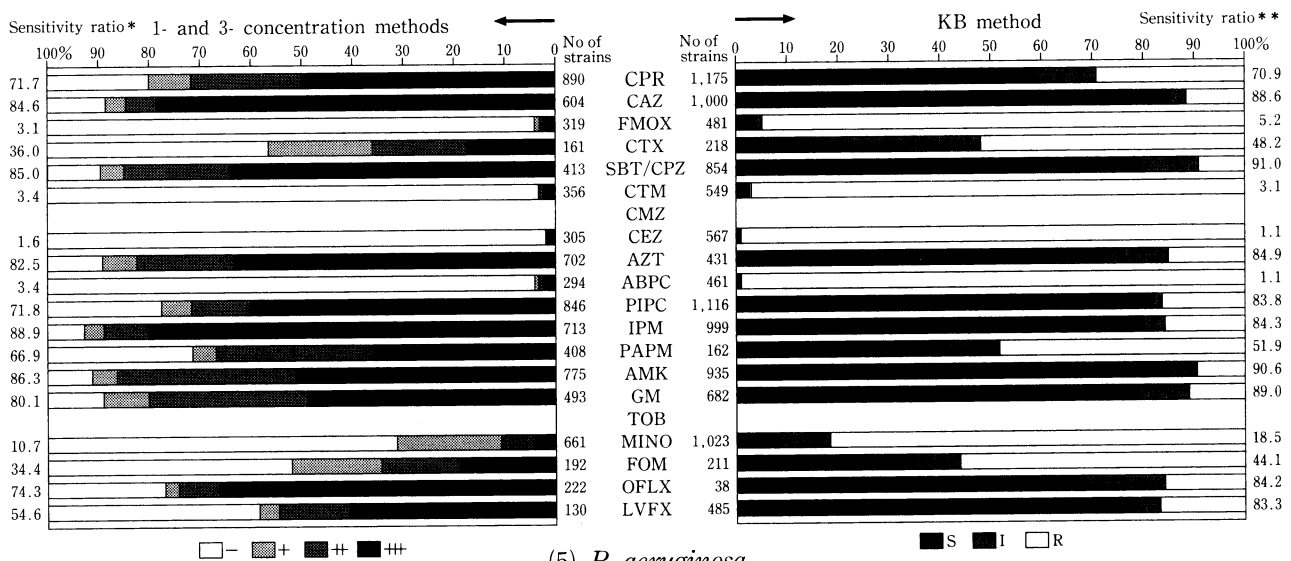 Sensitivity ratio* 1- and 3- concentration methods KB method Sensitivity ratio**
100% 90 80 70 60 50 40 30 20 10 0 No of strains No of strains 0 10 20 30 40 50 60 70 80 90 100%
71.7 890 CPR 1,175 70.9
84.6 604 CAZ 1,000 88.6
3.1 319 FMOX 481 5.2
36.0 161 CTX 218 48.2
85.0 413 SBT/CPZ 854 91.0
3.4 356 CTM 549 3.1
CMZ
1.6 305 CEZ 567 1.1
82.5 702 AZT 431 84.9
3.4 294 ABPC 461 1.1
71.8 846 PIPC 1,116 83.8
88.9 713 IPM 999 84.3
66.9 408 PAPM 162 51.9
86.3 775 AMK 935 90.6
80.1 493 GM 682 89.0
TOB
10.7 661 MINO 1,023 18.5
34.4 192 FOM 211 44.1
74.3 222 OFLX 38 84.2
54.6 130 LVFX 485 83.3
− + ++ +++ S I R
(5) P. aeruginosa